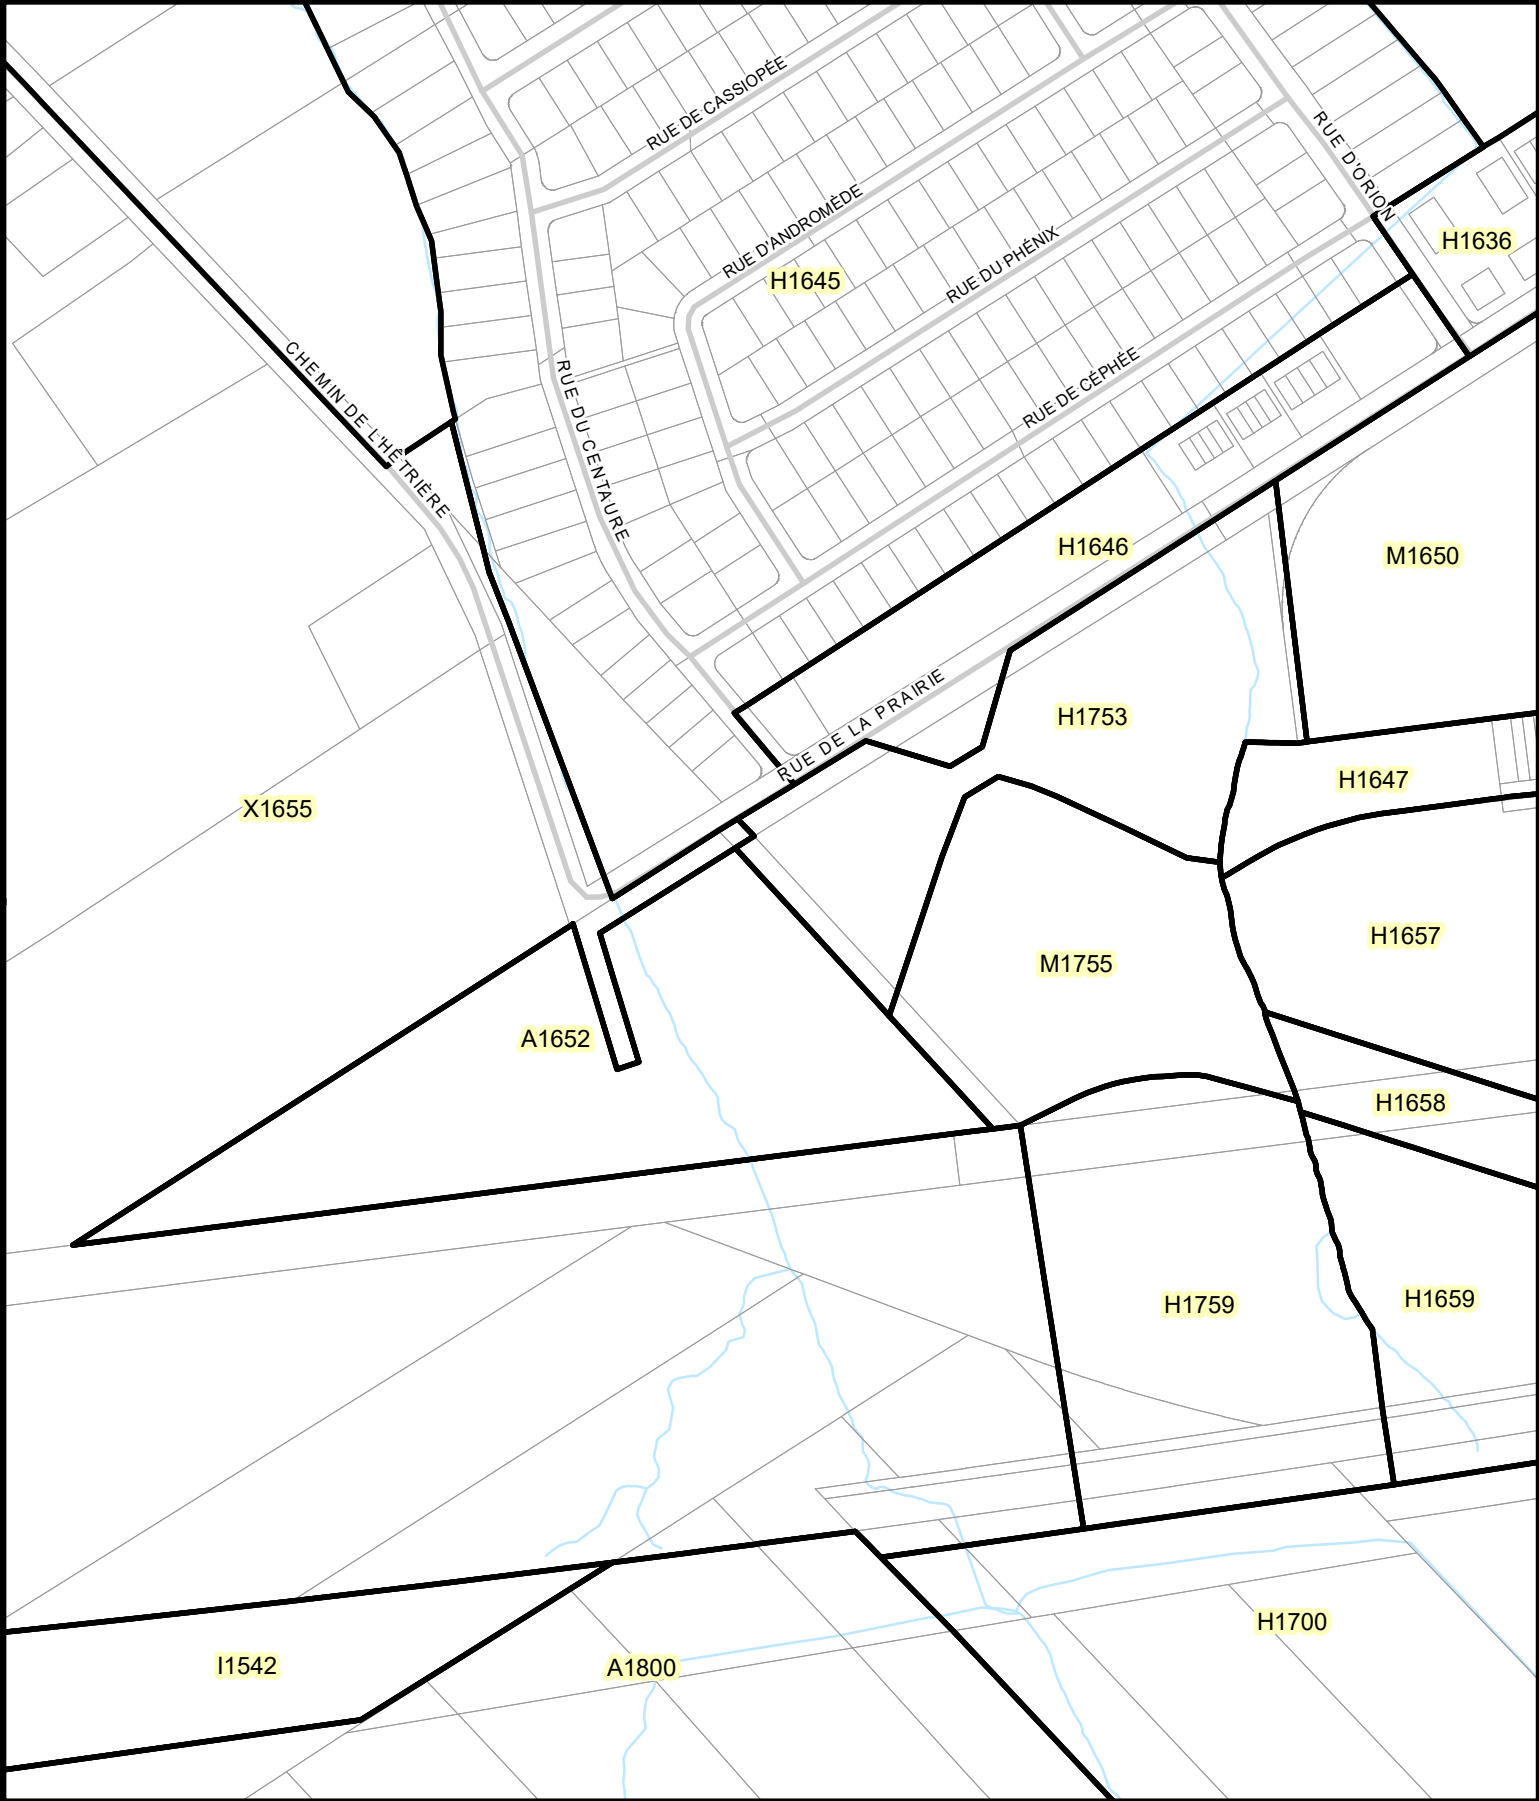 RUE DE CASSIOPÉE
RUE D'ORION
RUE D'ANDROMÈDE
H1636
RUE DU PHÉNIX
H1645
CHEMIN DE L'HÊTRIÈRE
RUE DU CENTAURE
RUE DE CÉPHÉE
H1646
M1650
RUE DE LA PRAIRIE
H1753
H1647
X1655
H1657
M1755
A1652
H1658
H1659
H1759
H1700
I1542
A1800